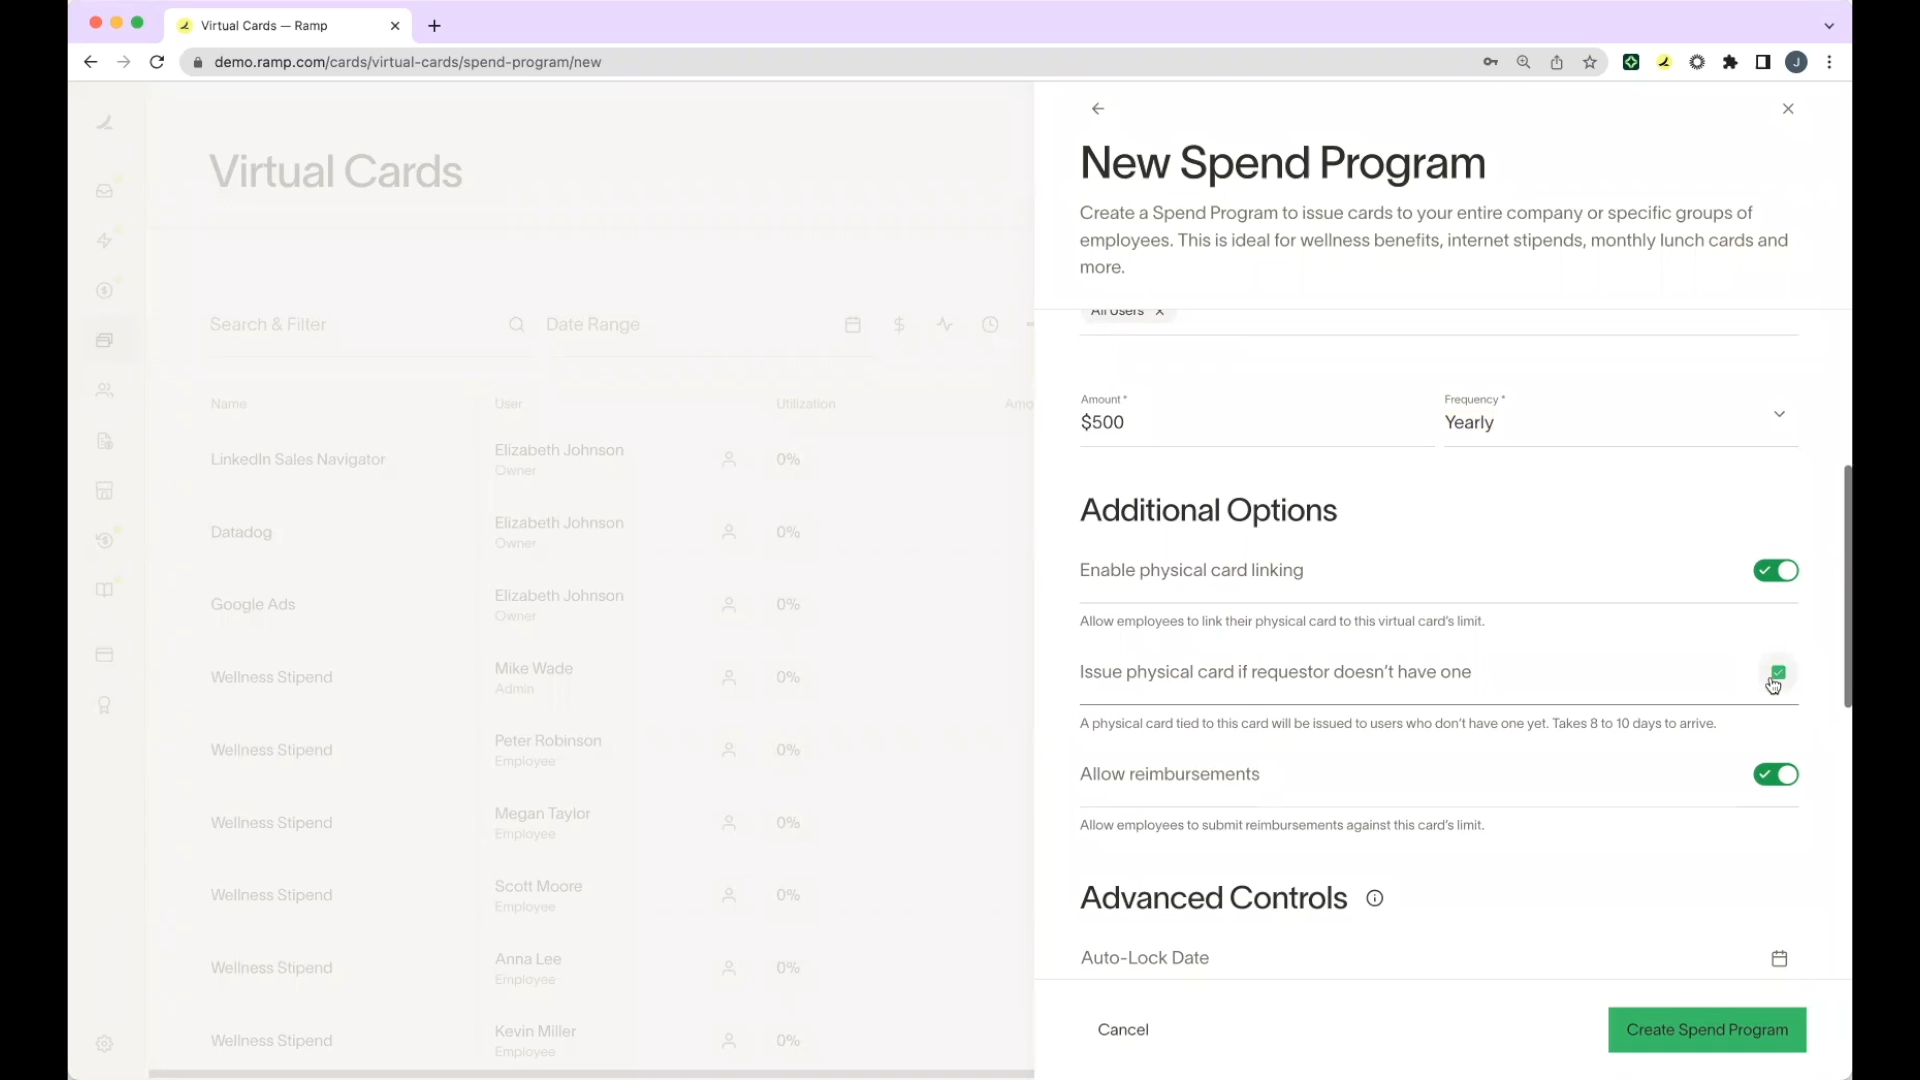 Virtual Cards — Ramp
demo.ramp.com/cards/virtual-cards/spend-program/new
J
Virtual Cards
Search & Filter
Date Range
Name
User
Utilization
Amo
LinkedIn Sales Navigator
Elizabeth Johnson
Owner
0%
Datadog
Elizabeth Johnson
Owner
0%
Google Ads
Elizabeth Johnson
Owner
0%
Wellness Stipend
Mike Wade
Admin
0%
Wellness Stipend
Peter Robinson
Employee
0%
Wellness Stipend
Megan Taylor
Employee
0%
Wellness Stipend
Scott Moore
Employee
0%
Wellness Stipend
Anna Lee
Employee
0%
Wellness Stipend
Kevin Miller
Employee
0%
New Spend Program
Create a Spend Program to issue cards to your entire company or specific groups of
employees. This is ideal for wellness benefits, internet stipends, monthly lunch cards and
more.
All Users
Amount *
$500
Frequency *
Yearly
Additional Options
Enable physical card linking
Allow employees to link their physical card to this virtual card's limit.
Issue physical card if requestor doesn't have one
A physical card tied to this card will be issued to users who don't have one yet. Takes 8 to 10 days to arrive.
Allow reimbursements
Allow employees to submit reimbursements against this card's limit.
Advanced Controls
Auto-Lock Date
Cancel
Create Spend Program